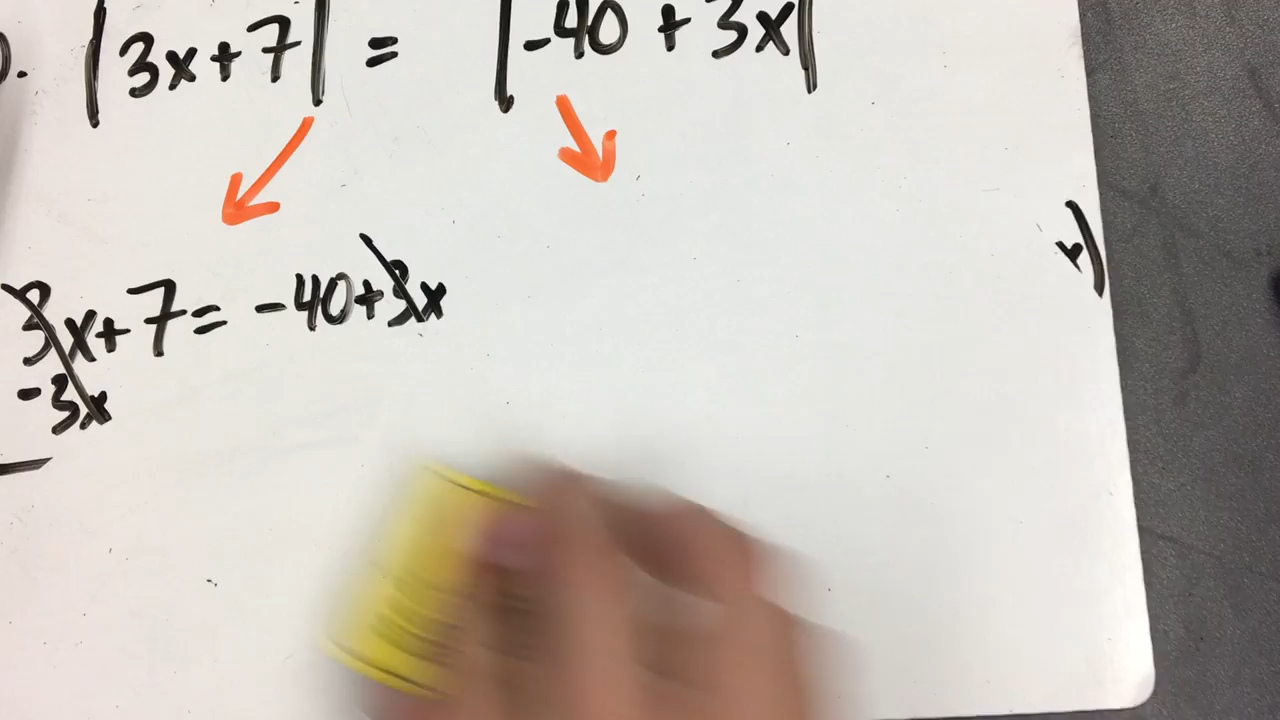 . |3x+7| = |-40+3x|
3x+7= -40+3x
-3x